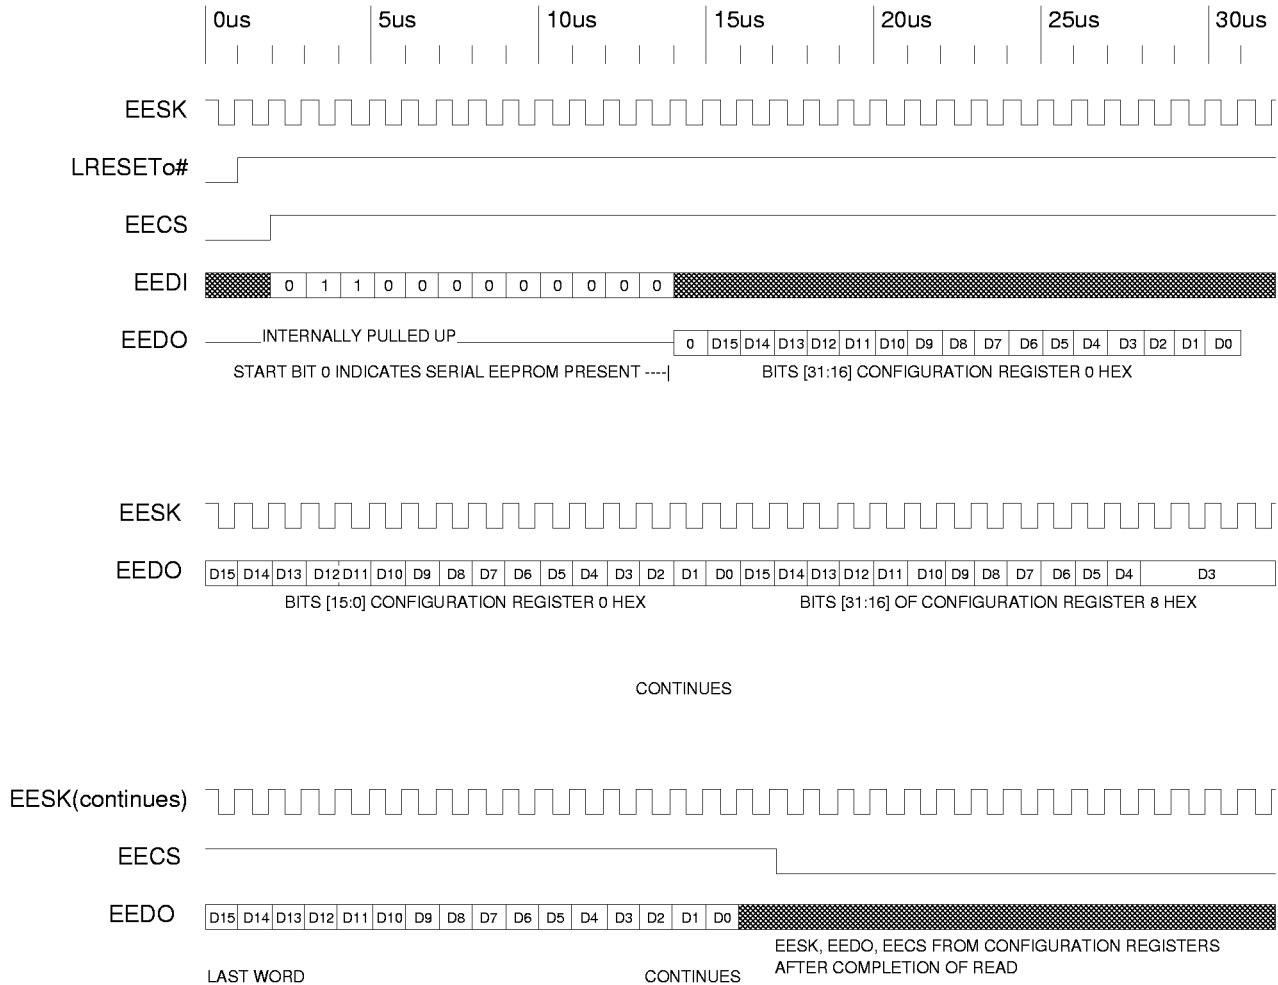 0us 5us 10us 15us 20us 25us 30us
EESK
LRESETo#
EECS
EEDI 0 1 1 0 0 0 0 0 0 0 0 0
EEDO INTERNALLY PULLED UP 0 D15 D14 D13 D12 D11 D10 D9 D8 D7 D6 D5 D4 D3 D2 D1 D0
START BIT 0 INDICATES SERIAL EEPROM PRESENT ----| BITS [31:16] CONFIGURATION REGISTER 0 HEX
EESK
EEDO D15 D14 D13 D12 D11 D10 D9 D8 D7 D6 D5 D4 D3 D2 D1 D0 D15 D14 D13 D12 D11 D10 D9 D8 D7 D6 D5 D4 D3
BITS [15:0] CONFIGURATION REGISTER 0 HEX BITS [31:16] OF CONFIGURATION REGISTER 8 HEX
CONTINUES
EESK(continues)
EECS
EEDO D15 D14 D13 D12 D11 D10 D9 D8 D7 D6 D5 D4 D3 D2 D1 D0
EESK, EEDO, EECS FROM CONFIGURATION REGISTERS
AFTER COMPLETION OF READ
LAST WORD CONTINUES